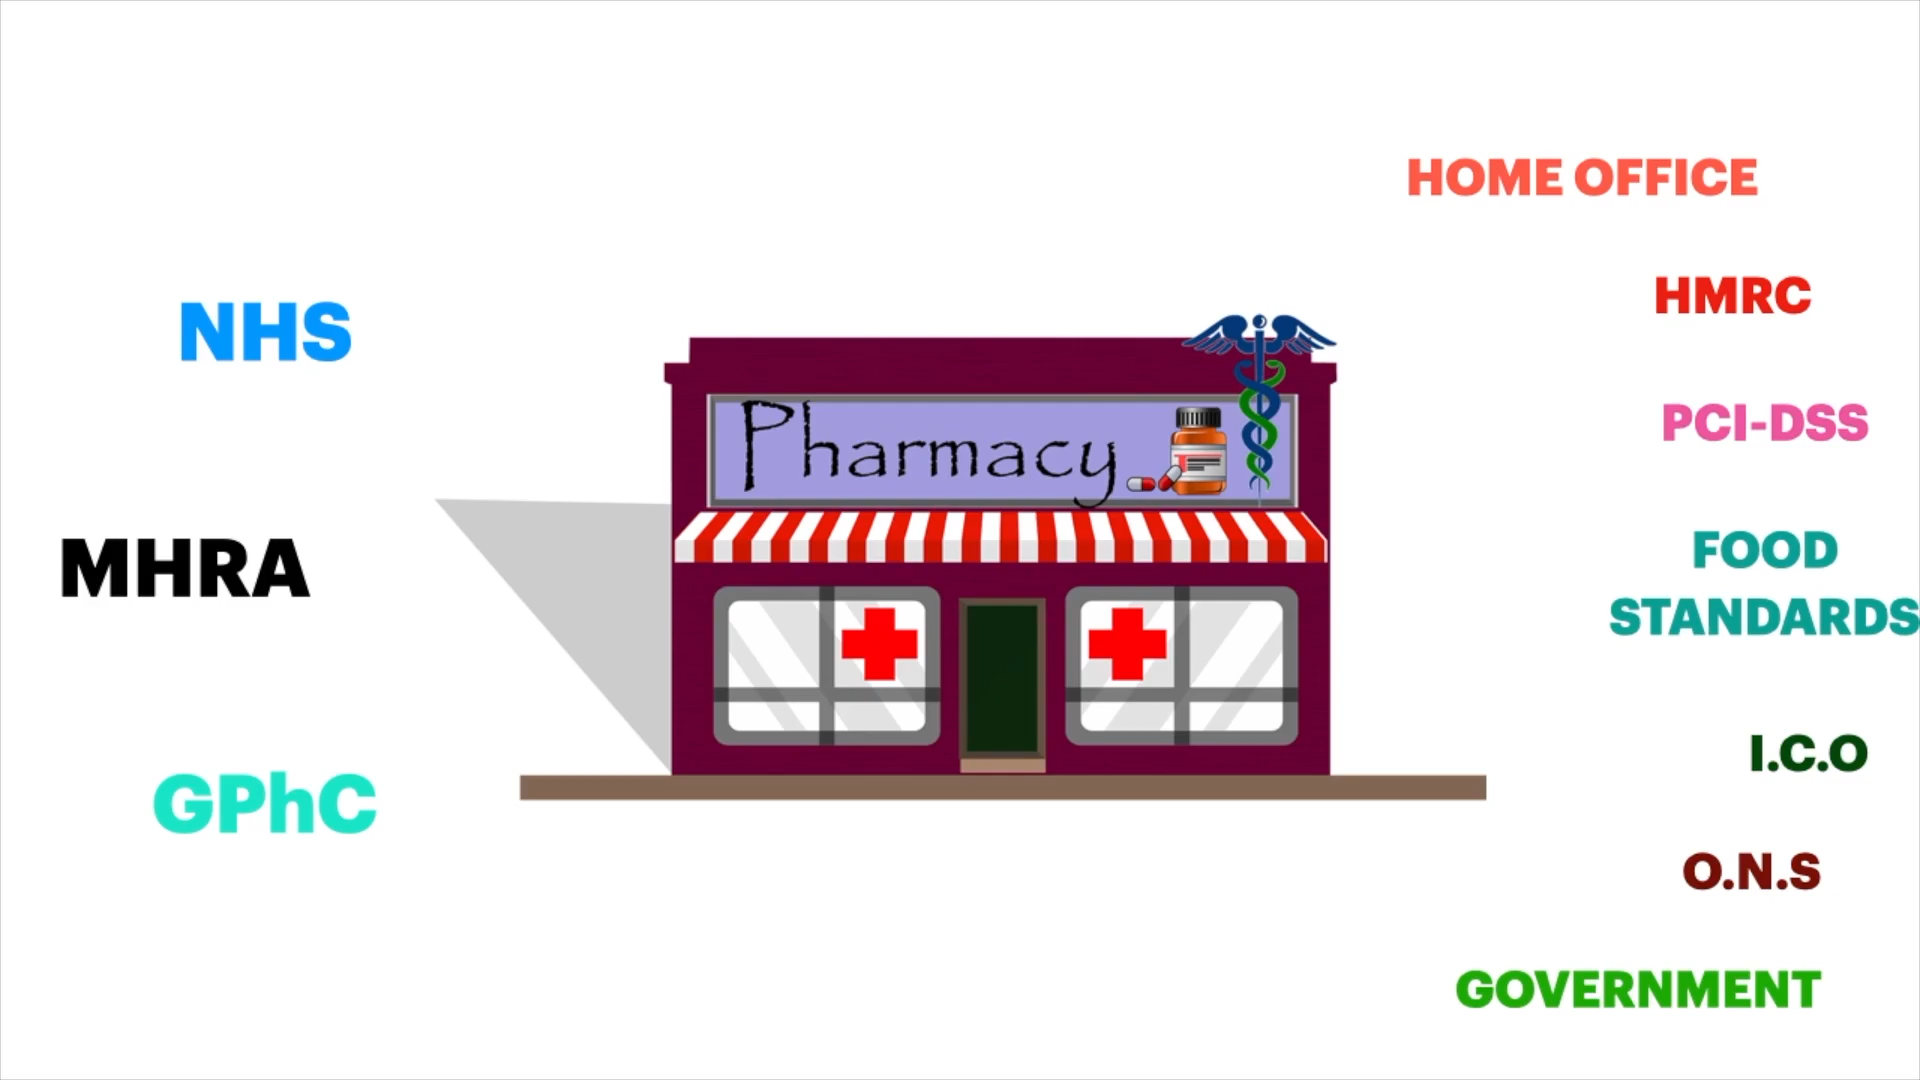 HOME OFFICE
HMRC
NHS
PCI-DSS
Pharmacy
FOOD
STANDARDS
MHRA
I.C.O
GPhC
O.N.S
GOVERNMENT